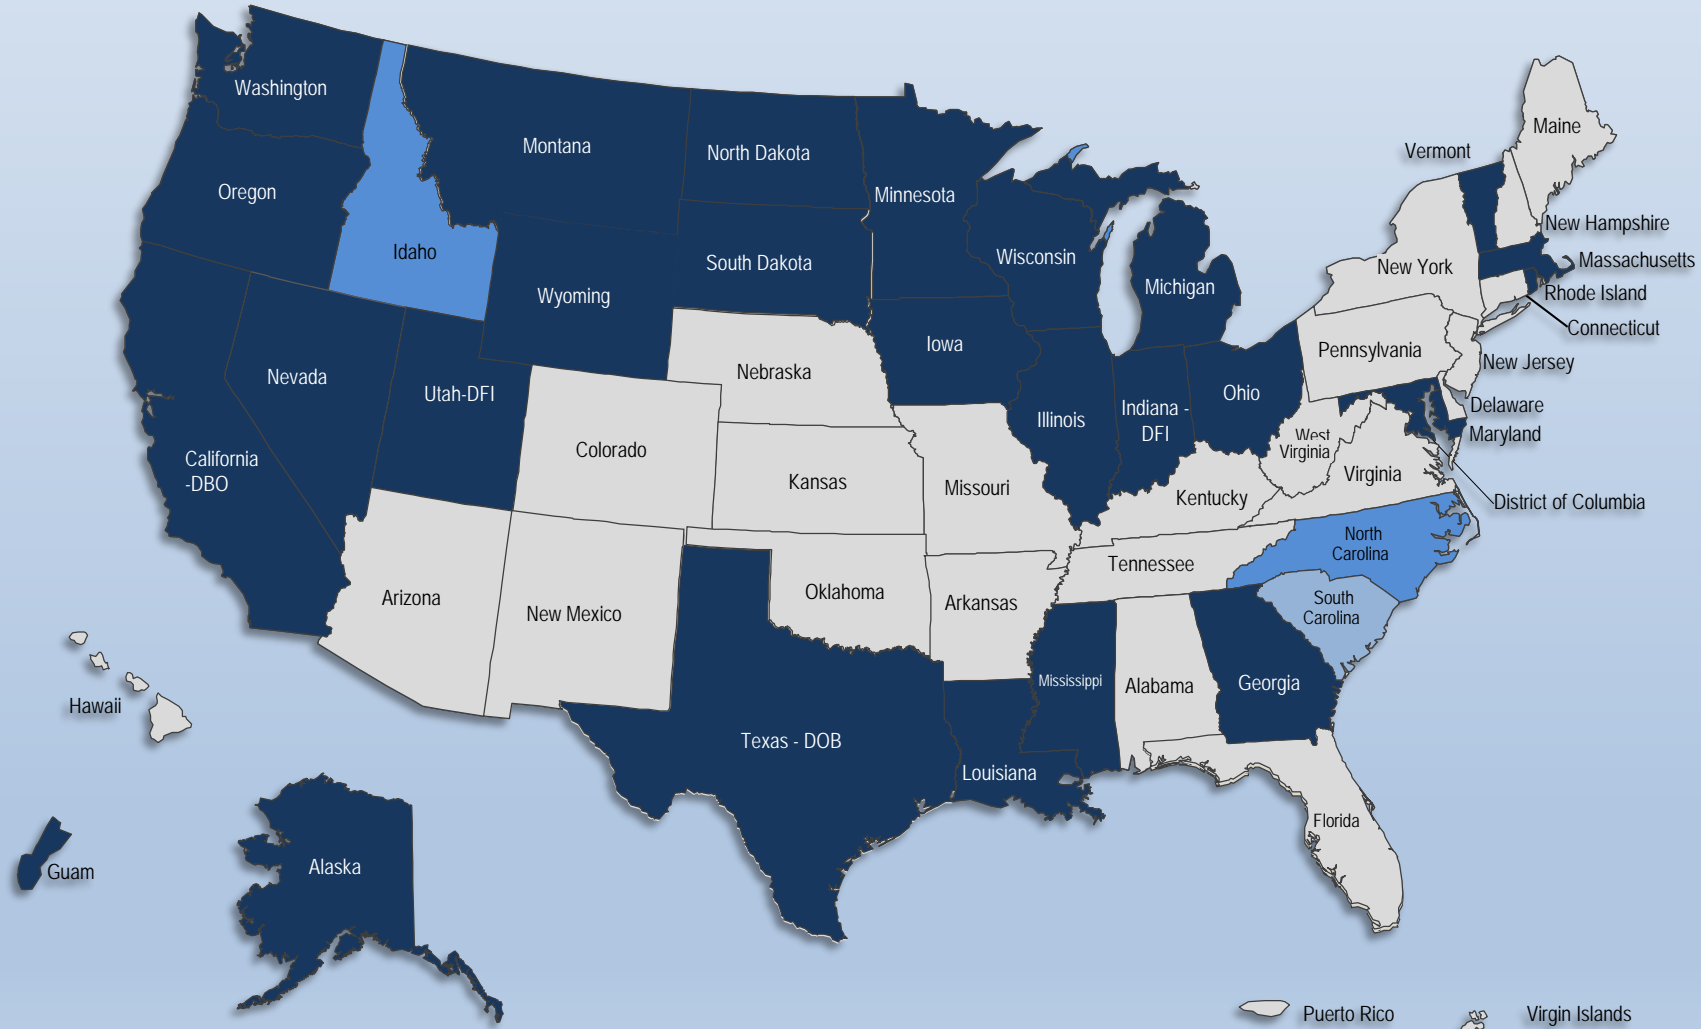 Washington
Montana
North Dakota
Minnesota
Oregon
Idaho
Wyoming
South Dakota
Wisconsin
Michigan
Vermont
Maine
New Hampshire
New York
Massachusetts
Rhode Island
Connecticut
Pennsylvania
New Jersey
Delaware
Maryland
District of Columbia
Nevada
Utah-DFI
California
-DBO
Nebraska
Iowa
Illinois
Indiana -
DFI
Ohio
West
Virginia
Virginia
Colorado
Kansas
Missouri
Kentucky
North
Carolina
Tennessee
South
Carolina
Arizona
New Mexico
Oklahoma
Arkansas
Mississippi
Alabama
Georgia
Texas - DOB
Louisiana
Florida
Hawaii
Guam
Alaska
Puerto Rico
Virgin Islands